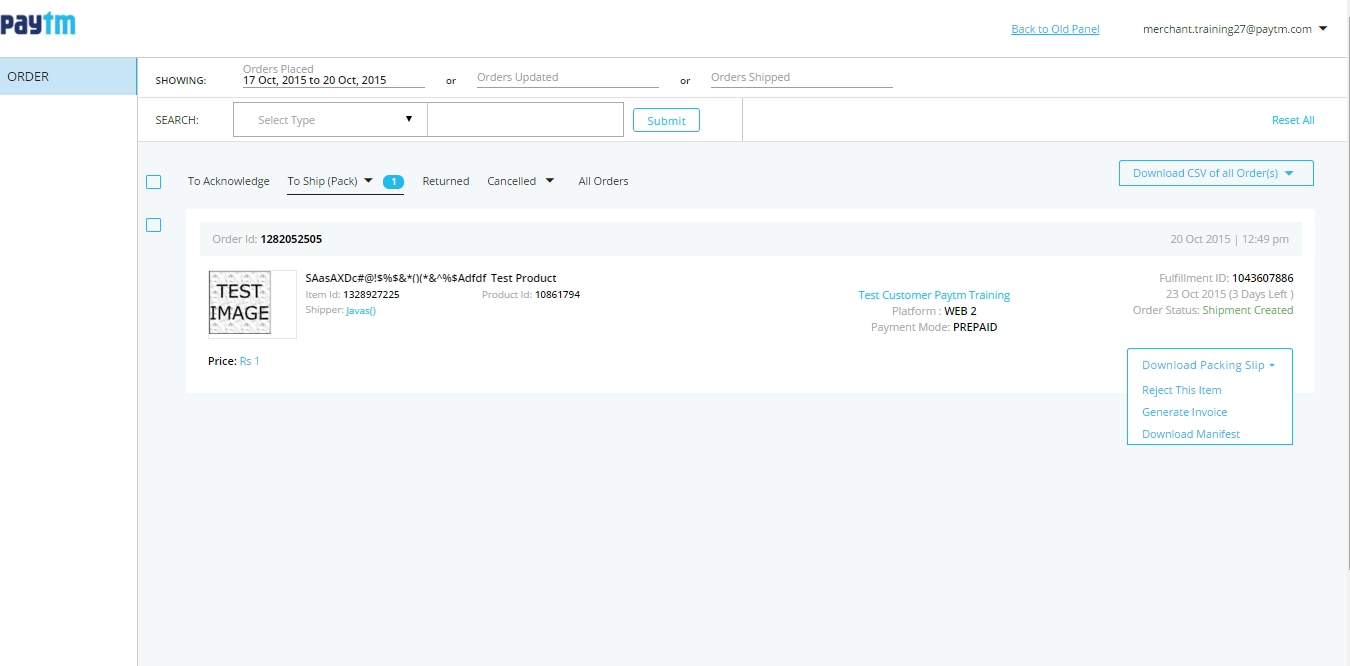 paytm
Back to Old Panel
merchant.training27@paytm.com
ORDER
SHOWING:
Orders Placed
17 Oct, 2015 to 20 Oct, 2015
or
Orders Updated
or
Orders Shipped
SEARCH:
Select Type
Submit
Reset All
To Acknowledge
To Ship (Pack)
1
Returned
Cancelled
All Orders
Download CSV of all Order(s)
Order Id: 1282052505
20 Oct 2015 | 12:49 pm
TEST
IMAGE
SAasAXDc#@!$%$&*()(*&^%$Adfdf Test Product
Item Id: 1328927225
Product Id: 10861794
Shipper: Javas()
Price: Rs 1
Test Customer Paytm Training
Platform : WEB 2
Payment Mode: PREPAID
Fulfillment ID: 1043607886
23 Oct 2015 (3 Days Left )
Order Status: Shipment Created
Download Packing Slip
Reject This Item
Generate Invoice
Download Manifest